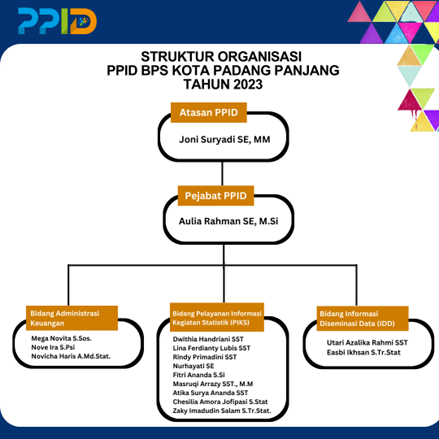 PPID
STRUKTUR ORGANISASI
PPID BPS KOTA PADANG PANJANG
TAHUN 2023
Atasan PPID
Joni Suryadi SE, MM
Pejabat PPID
Aulia Rahman SE, M.Si
Bidang Administrasi
Keuangan
Mega Novita S.Sos.
Nove Ira S.Psi
Novicha Haris A.Md.Stat.
Bidang Pelayanan Informasi
Kegiatan Statistik (PIKS)
Dwithia Handriani SST
Lina Ferdianty Lubis SST
Rindy Primadini SST
Nurhayati SE
Fitri Ananda S.Si
Masruqi Arrazy SST., M.M
Atika Surya Ananda SST
Chesilia Amora Jofipasi S.Stat
Zaky Imadudin Salam S.Tr.Stat.
Bidang Informasi
Diseminasi Data (IDD)
Utari Azalika Rahmi SST
Easbi Ikhsan S.Tr.Stat